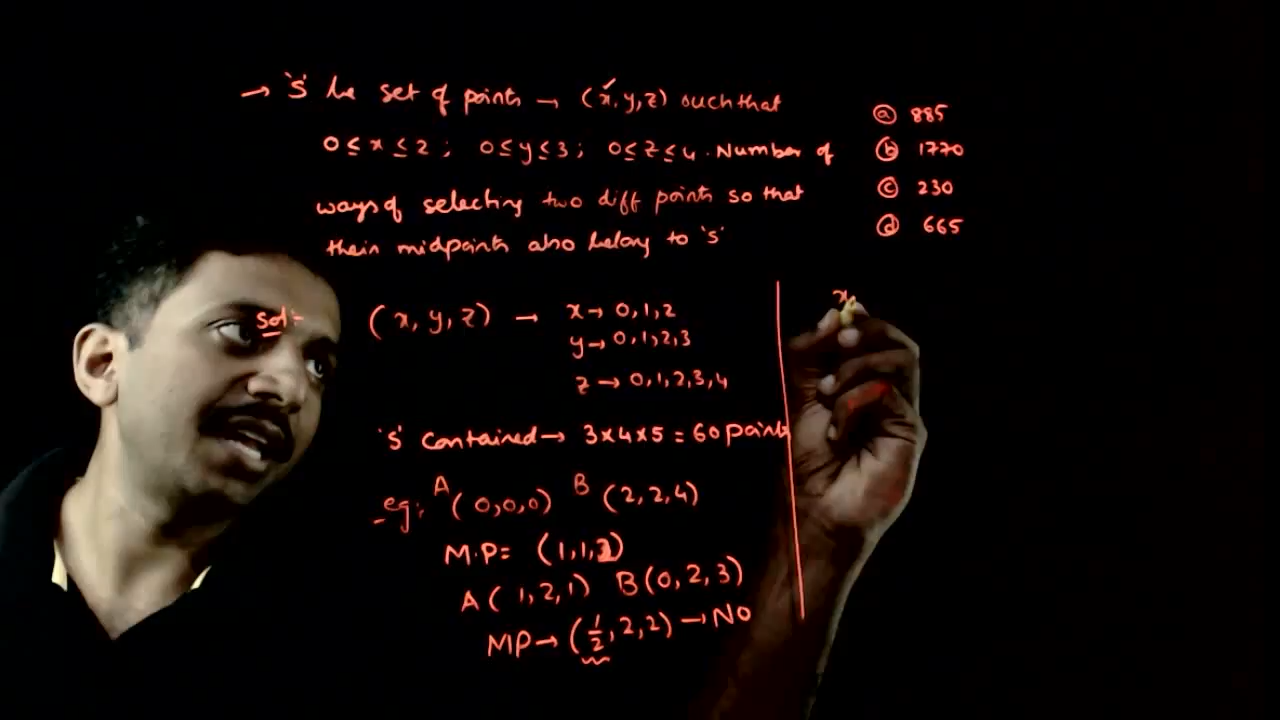 → 'S' be set of points → (x, y, z) such that
0 ≤ x ≤ 2 ; 0 ≤ y ≤ 3 ; 0 ≤ z ≤ 4 . Number of
ways of selecting two diff points so that
their midpoints also belong to 'S'
ⓐ 885
ⓑ 1770
ⓒ 230
ⓓ 665
Sol:- (x, y, z) → x → 0, 1, 2
y → 0, 1, 2, 3
z → 0, 1, 2, 3, 4
'S' contained → 3 x 4 x 5 = 60 points
eg: A (0, 0, 0) B (2, 2, 4)
M.P = (1, 1, 2)
A (1, 2, 1) B (0, 2, 3)
MP → (1/2, 2, 2) → No
x